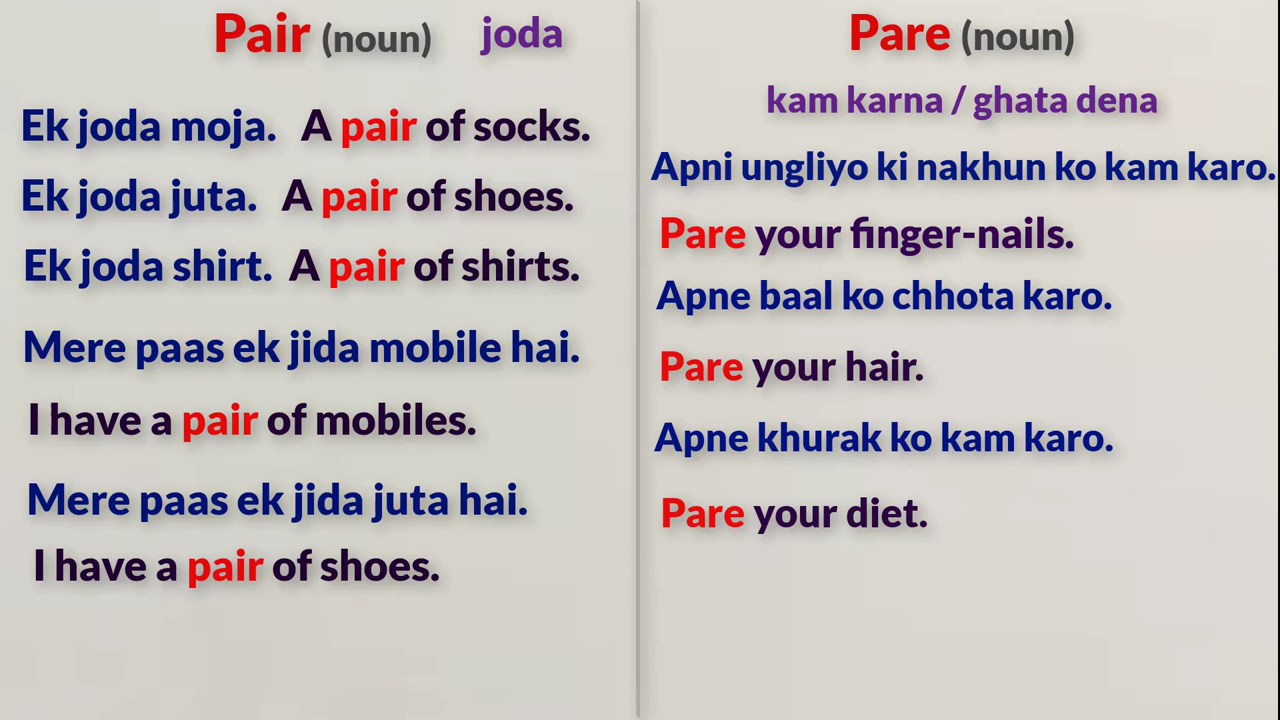 Pair (noun) joda
Ek joda moja. A pair of socks.
Ek joda juta. A pair of shoes.
Ek joda shirt. A pair of shirts.
Mere paas ek jida mobile hai.
I have a pair of mobiles.
Mere paas ek jida juta hai.
I have a pair of shoes.
Pare (noun)
kam karna / ghata dena
Apni ungliyo ki nakhun ko kam karo.
Pare your finger-nails.
Apne baal ko chhota karo.
Pare your hair.
Apne khurak ko kam karo.
Pare your diet.